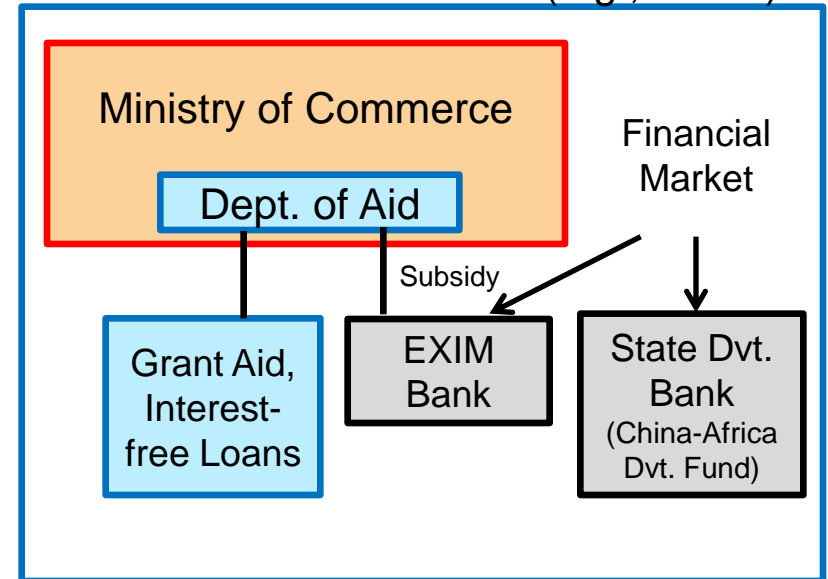 Ministry of Commerce
Dept. of Aid
Financial
Market
Subsidy
Grant Aid,
Interest-
free Loans
EXIM
Bank
State Dvt.
Bank
(China-Africa
Dvt. Fund)